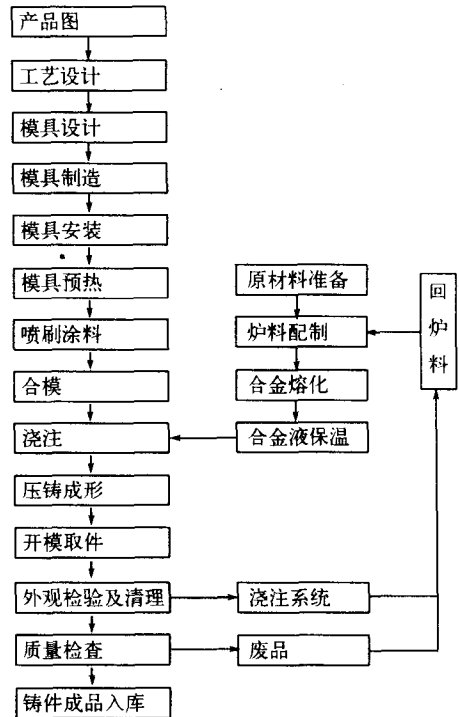 产品图
工艺设计
模具设计
模具制造
模具安装
模具预热
喷刷涂料
合模
浇注
压铸成形
开模取件
外观检验及清理
质量检查
铸件成品入库
原材料准备
炉料配制
合金熔化
合金液保温
浇注系统
废品
回
炉
料